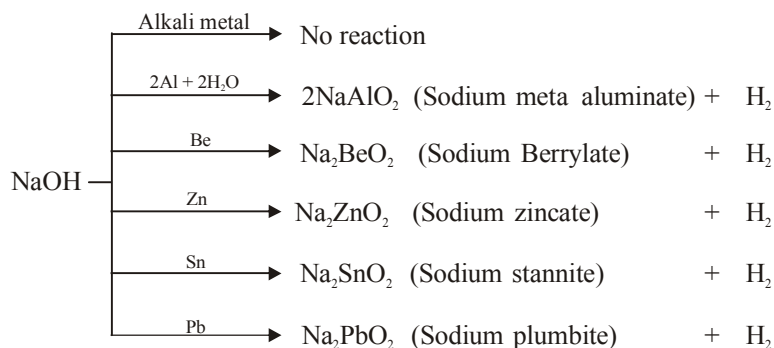 Alkali metal No reaction
2Al + 2H₂O 2NaAlO₂ (Sodium meta aluminate) + H₂
Be Na₂BeO₂ (Sodium Berrylate) + H₂
NaOH
Zn Na₂ZnO₂ (Sodium zincate) + H₂
Sn Na₂SnO₂ (Sodium stannite) + H₂
Pb Na₂PbO₂ (Sodium plumbite) + H₂